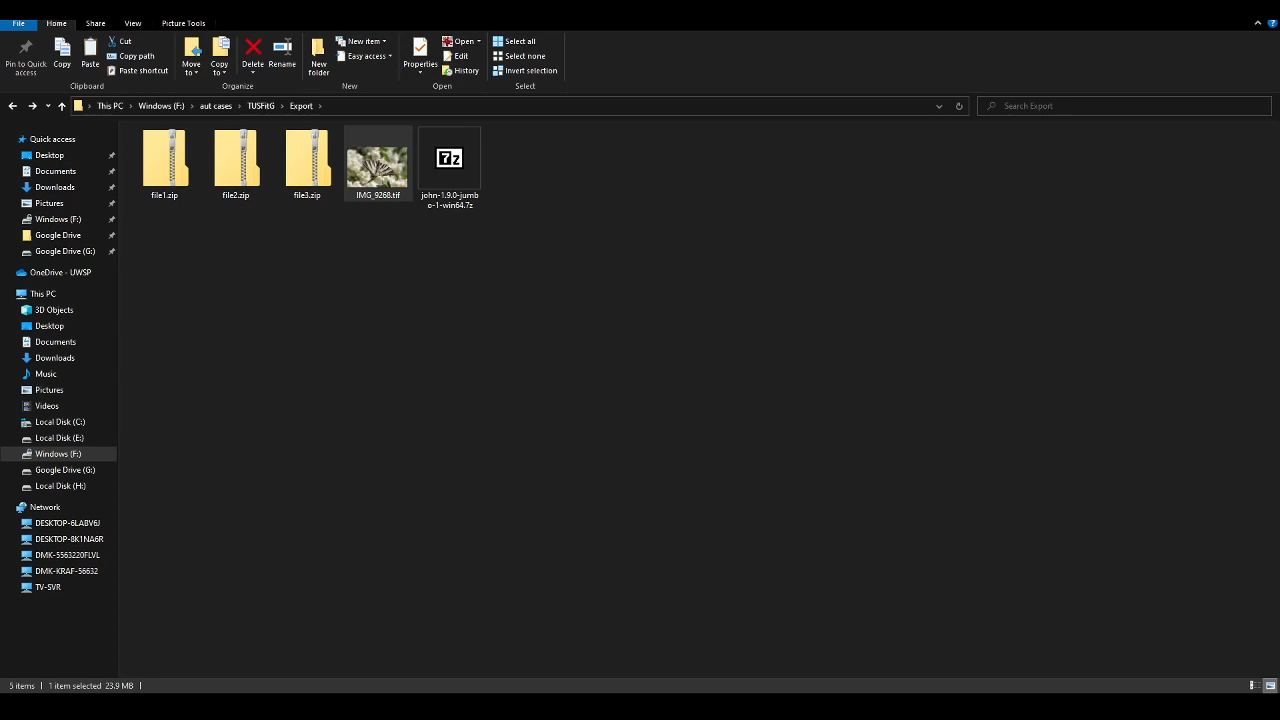 File Home Share View Picture Tools
Pin to Quick access
Copy
Paste
Cut
Copy path
Paste shortcut
Clipboard
Move to
Copy to
Delete
Rename
Organize
New folder
New item
Easy access
New
Properties
Open
Edit
History
Open
Select all
Select none
Invert selection
Select
This PC Windows (F:) aut cases TUSFitG Export
Search Export
Quick access
Desktop
Documents
Downloads
Pictures
Windows (F:)
Google Drive
Google Drive (G:)
OneDrive - UWSP
This PC
3D Objects
Desktop
Documents
Downloads
Music
Pictures
Videos
Local Disk (C:)
Local Disk (E:)
Windows (F:)
Google Drive (G:)
Local Disk (H:)
Network
DESKTOP-6LABV6J
DESKTOP-8K1NA6R
DMK-5563220FLVL
DMK-KRAF-56632
TV-SVR
7z
file1.zip
file2.zip
file3.zip
IMG_9268.tif
john-1.9.0-jumb
o-1-win64.7z
5 items 1 item selected 23.9 MB